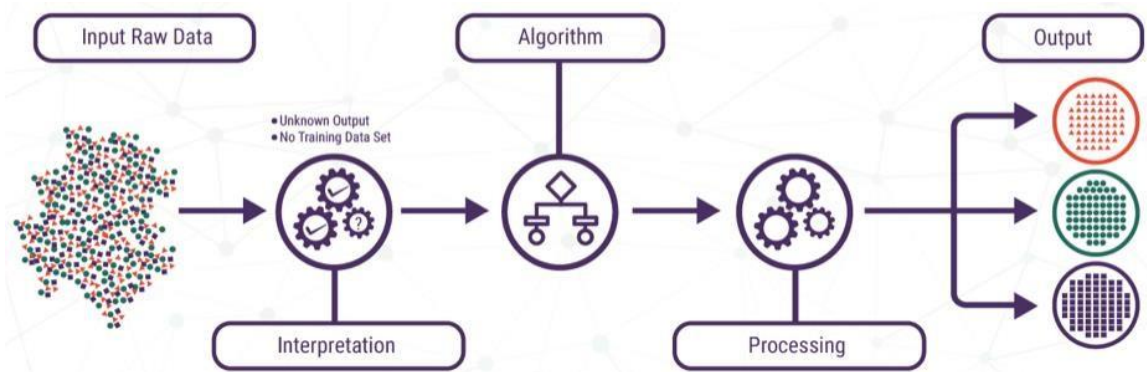 Input Raw Data
Algorithm
Output
• Unknown Output
• No Training Data Set
?
Interpretation
Processing